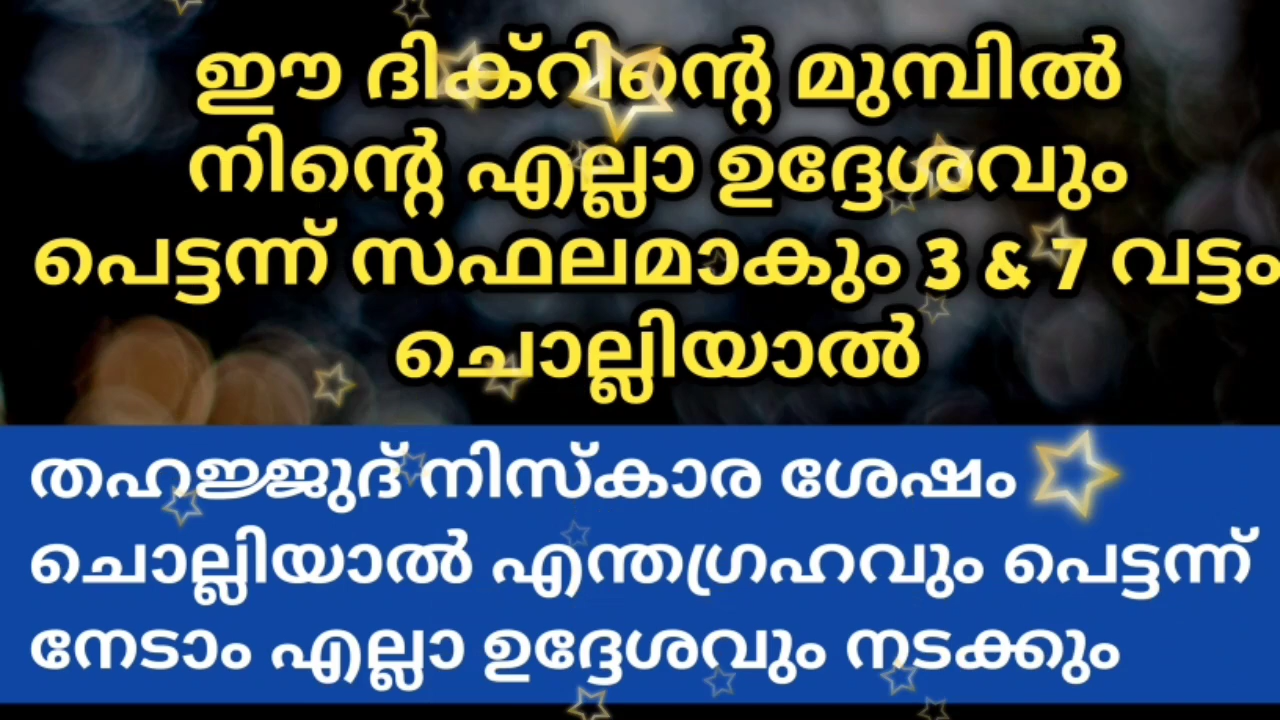 ഈ ദിക്റിന്റെ മുമ്പിൽ
നിന്റെ എല്ലാ ഉദ്ദേശവും
പെട്ടന്ന് സഫലമാകും 3 & 7 വട്ടം
ചൊല്ലിയാൽ
തഹജ്ജുദ് നിസ്കാര ശേഷം
ചൊല്ലിയാൽ എന്തഗ്രഹവും പെട്ടന്ന്
നേടാം എല്ലാ ഉദ്ദേശവും നടക്കും